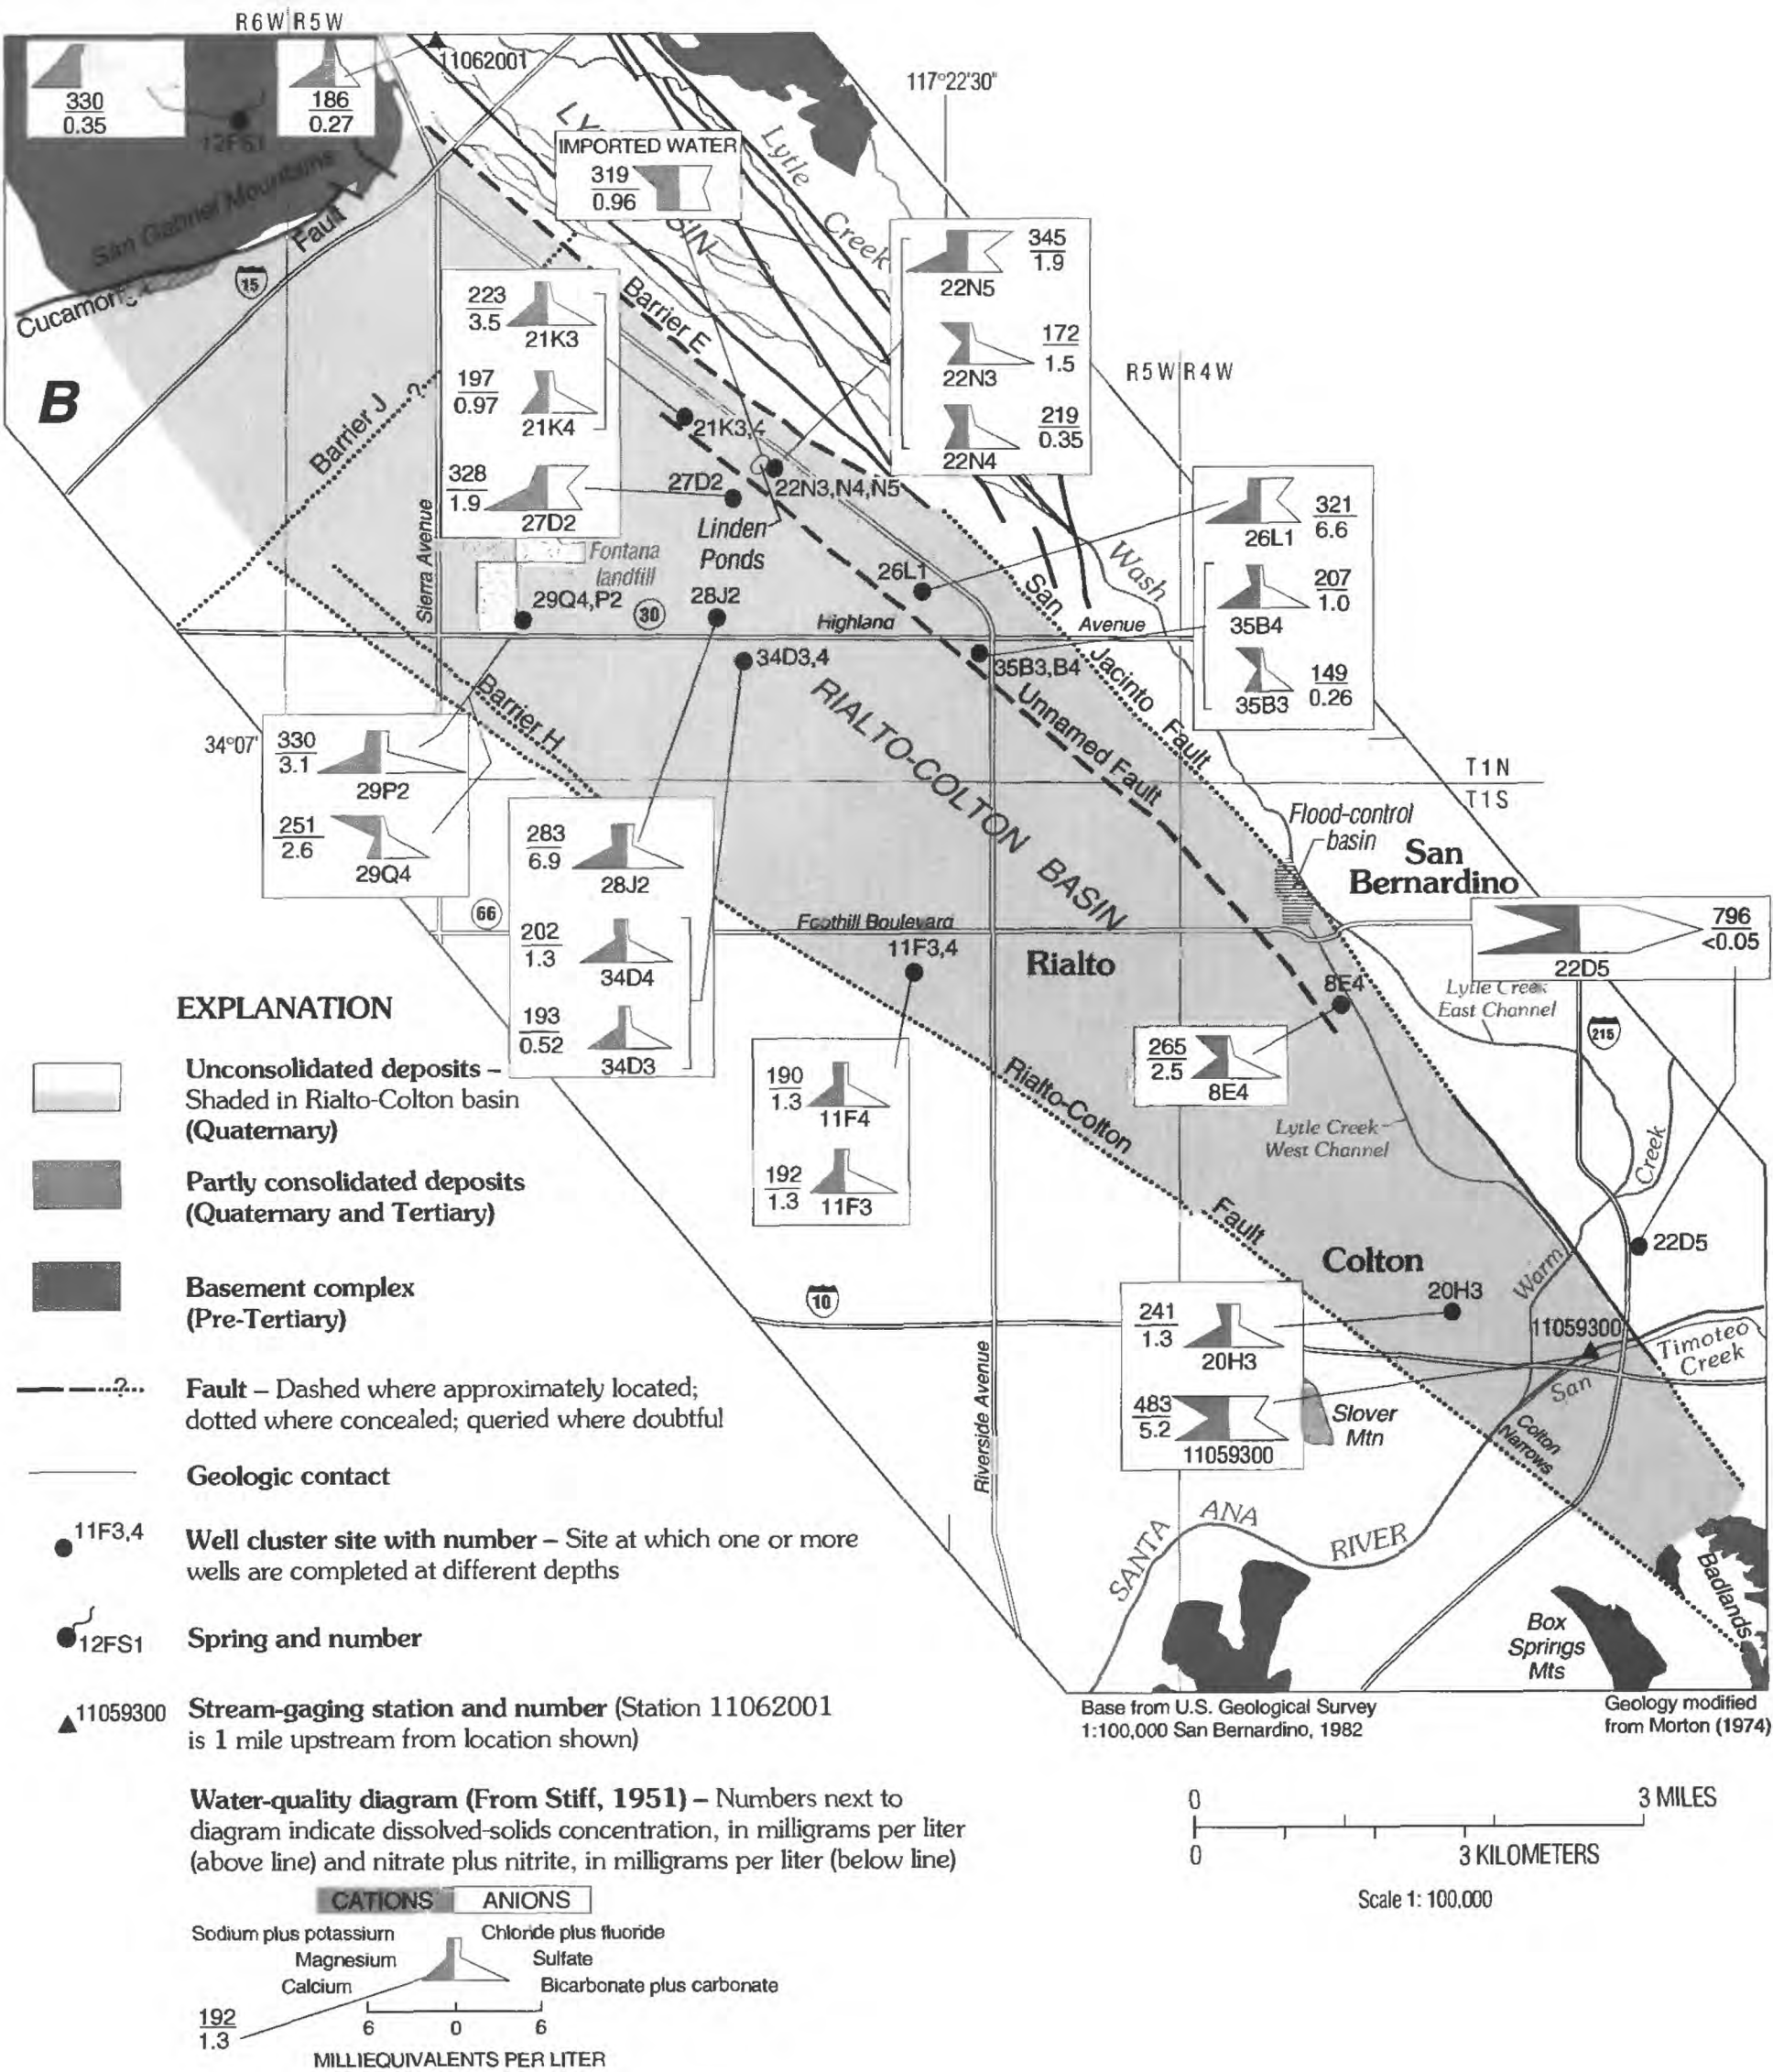 R6W R5W
11062001
330
0.35
186
0.27
12FS1
117°22'30"
IMPORTED WATER
319
0.96
Lytle
Creek
San Gabriel Mountains
Fault
15
345
1.9
22N5
172
1.5
22N3
219
0.35
22N4
223
3.5
21K3
197
0.97
21K4
328
1.9
27D2
Barrier E
R5W R4W
B
Barrier J
?
21K3,4
27D2
22N3,N4,N5
Linden
Ponds
Sierra Avenue
Fontana
landfill
29Q4,P2
30
28J2
26L1
321
6.6
26L1
207
1.0
35B4
149
0.26
35B3
Wash
Highland
Avenue
San
Jacinto
Fault
34D3,4
35B3,B4
Unnamed Fault
RIALTO-COLTON BASIN
Barrier H
34°07'
330
3.1
29P2
251
2.6
29Q4
T1N
T1S
Flood-control
basin
San
Bernardino
283
6.9
28J2
202
1.3
34D4
193
0.52
34D3
66
Foothill Boulevard
11F3,4
Rialto
8E4
796
<0.05
22D5
Lytle Creek
East Channel
215
265
2.5
8E4
Lytle Creek
West Channel
190
1.3
11F4
192
1.3
11F3
Rialto-Colton
Fault
Creek
Warm
22D5
Colton
20H3
10
241
1.3
20H3
483
5.2
11059300
11059300
Timoteo
Creek
San
Slover
Mtn
Colton
Narrows
Riverside Avenue
SANTA
ANA
RIVER
Box
Springs
Mts
Badlands
EXPLANATION
Unconsolidated deposits –
Shaded in Rialto-Colton basin
(Quaternary)
Partly consolidated deposits
(Quaternary and Tertiary)
Basement complex
(Pre-Tertiary)
?
Fault – Dashed where approximately located;
dotted where concealed; queried where doubtful
Geologic contact
11F3,4
Well cluster site with number – Site at which one or more
wells are completed at different depths
12FS1
Spring and number
11059300
Stream-gaging station and number (Station 11062001
is 1 mile upstream from location shown)
Water-quality diagram (From Stiff, 1951) – Numbers next to
diagram indicate dissolved-solids concentration, in milligrams per liter
(above line) and nitrate plus nitrite, in milligrams per liter (below line)
CATIONS ANIONS
Sodium plus potassium Chloride plus fluoride
Magnesium Sulfate
Calcium Bicarbonate plus carbonate
192
1.3
6 0 6
MILLIEQUIVALENTS PER LITER
Base from U.S. Geological Survey
1:100,000 San Bernardino, 1982
Geology modified
from Morton (1974)
0 3 MILES
0 3 KILOMETERS
Scale 1: 100,000